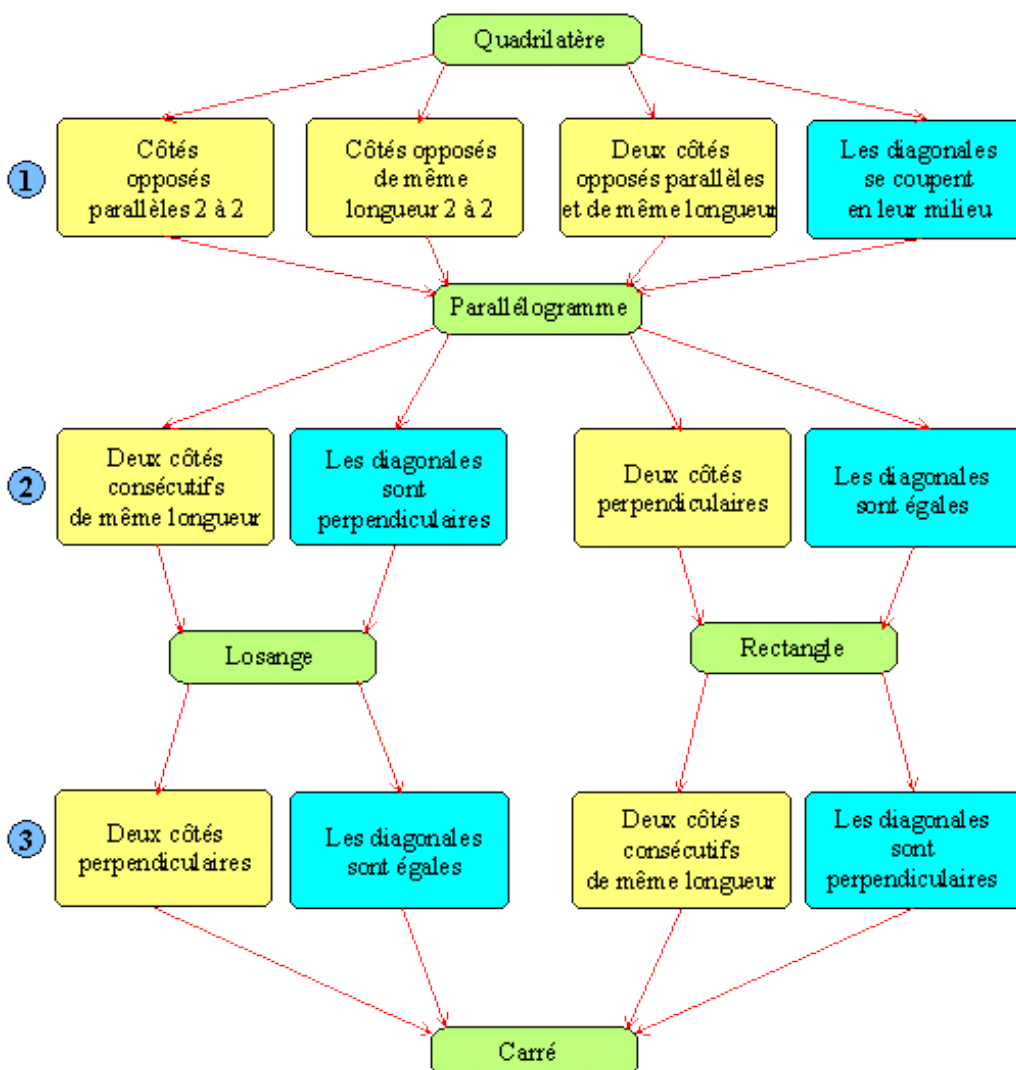 Quadrilatère
1
Côtés
opposés
parallèles 2 à 2
Côtés opposés
de même
longueur 2 à 2
Deux côtés
opposés parallèles
et de même longueur
Les diagonales
se coupent
en leur milieu
Parallélogramme
2
Deux côtés
consécutifs
de même longueur
Les diagonales
sont
perpendiculaires
Deux côtés
perpendiculaires
Les diagonales
sont égales
Losange
Rectangle
3
Deux côtés
perpendiculaires
Les diagonales
sont égales
Deux côtés
consécutifs
de même longueur
Les diagonales
sont
perpendiculaires
Carré